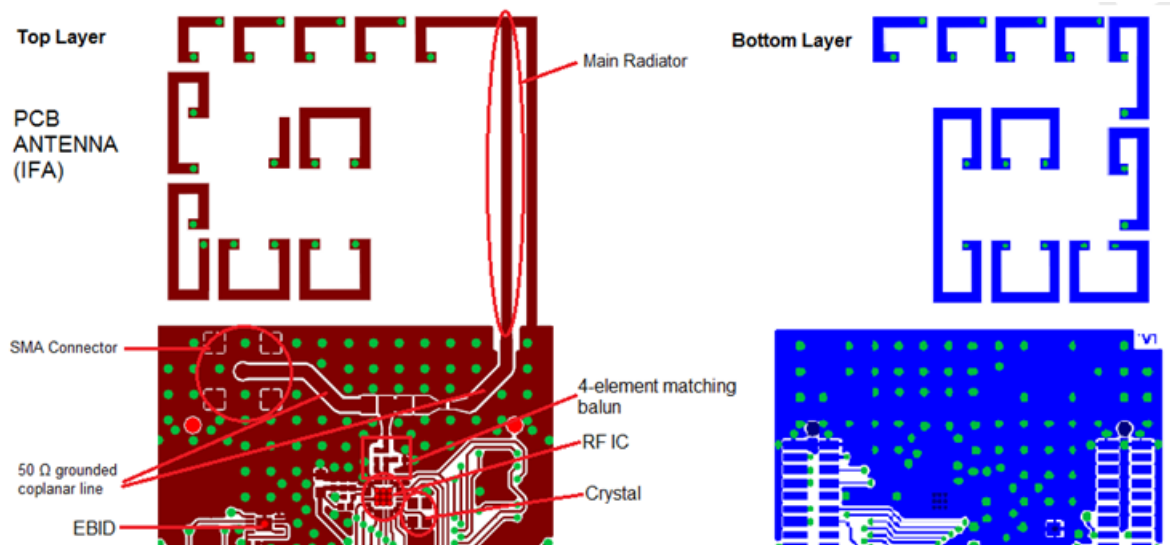 Top Layer
Bottom Layer
Main Radiator
PCB
ANTENNA
(IFA)
SMA Connector
4-element matching
balun
RF IC
50 Ω grounded
coplanar line
Crystal
EBID